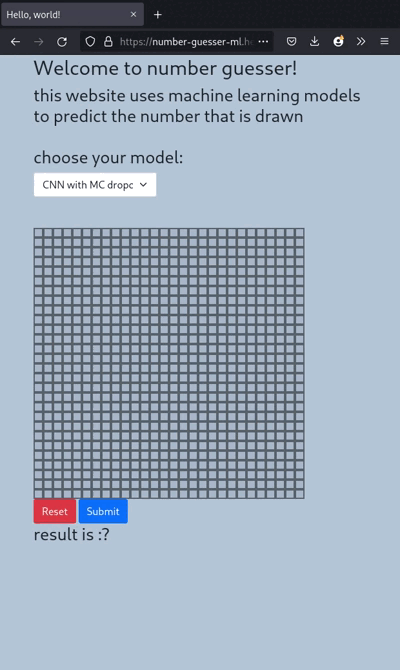 Hello, world!
https://number-guesser-ml.he
Welcome to number guesser!
this website uses machine learning models
to predict the number that is drawn
choose your model:
CNN with MC dropc
Reset Submit
result is :?